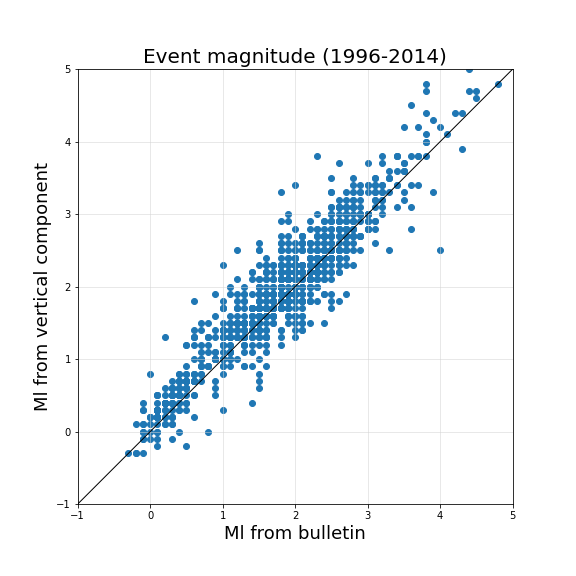 Event magnitude (1996-2014)
5
4
3
2
1
0
−1
Ml from vertical component
−1 0 1 2 3 4 5
Ml from bulletin